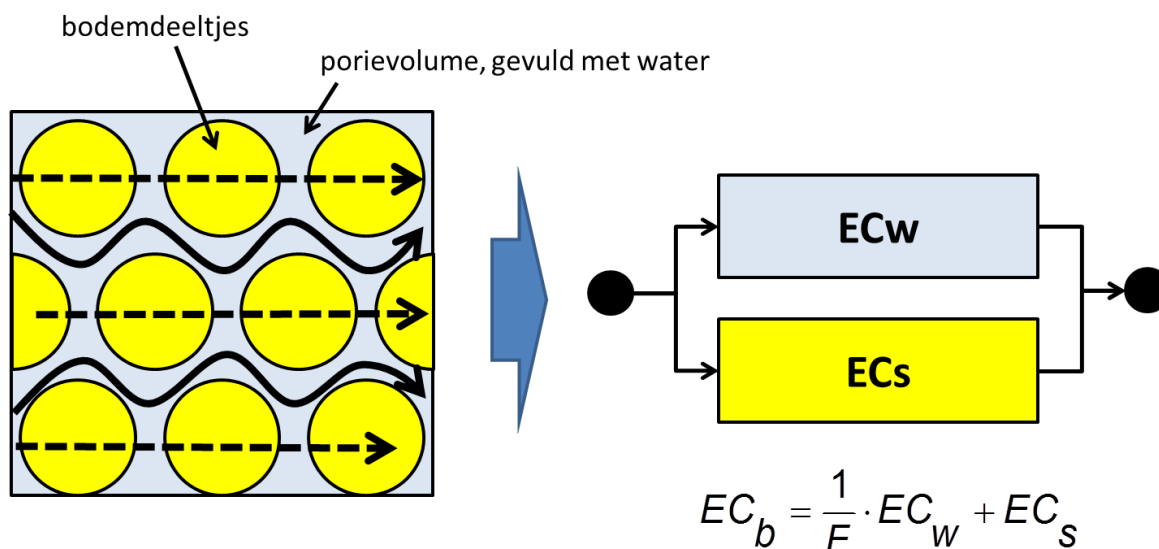 bodemdeeltjes
porievolume, gevuld met water
ECw
ECs
EC_b = 1/F · EC_w + EC_s